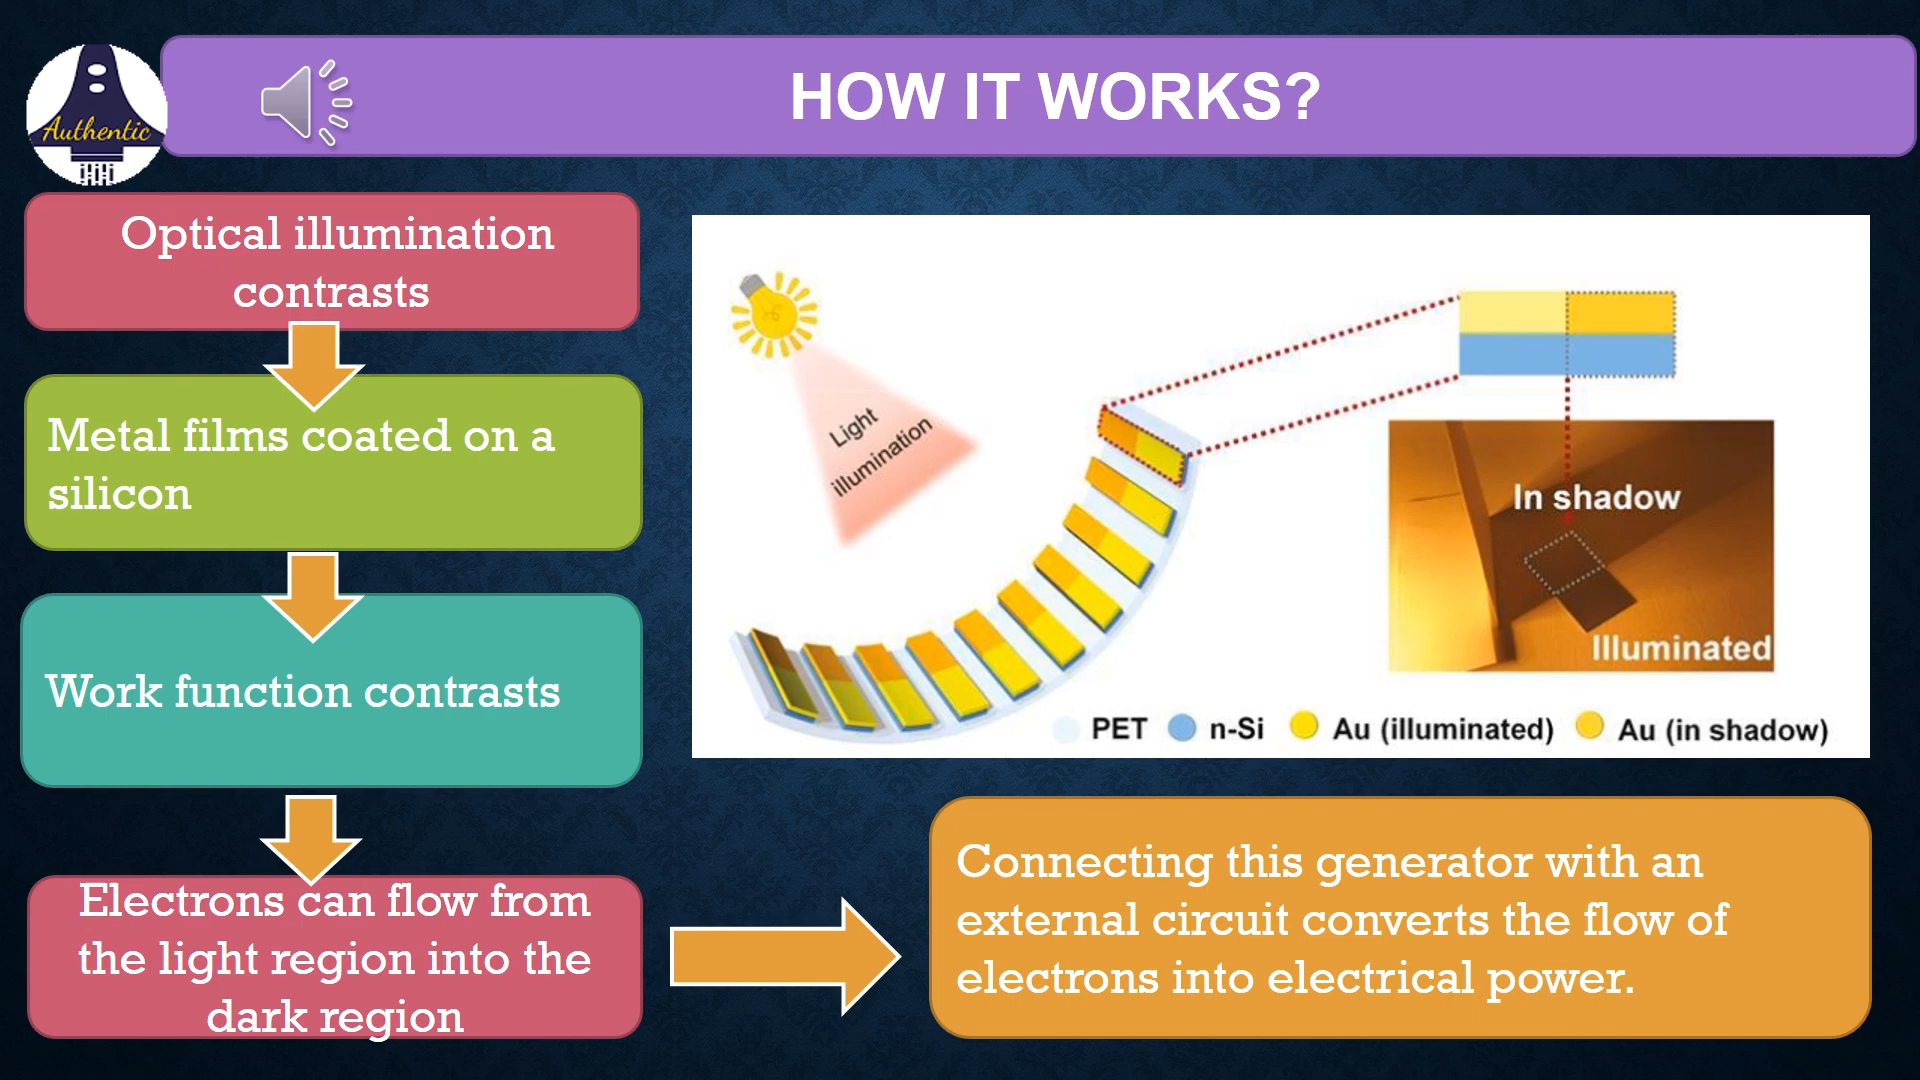 Authentic
HOW IT WORKS?
Optical illumination
contrasts
Metal films coated on a
silicon
Work function contrasts
Electrons can flow from
the light region into the
dark region
Light
illumination
In shadow
Illuminated
PET n-Si Au (illuminated) Au (in shadow)
Connecting this generator with an
external circuit converts the flow of
electrons into electrical power.